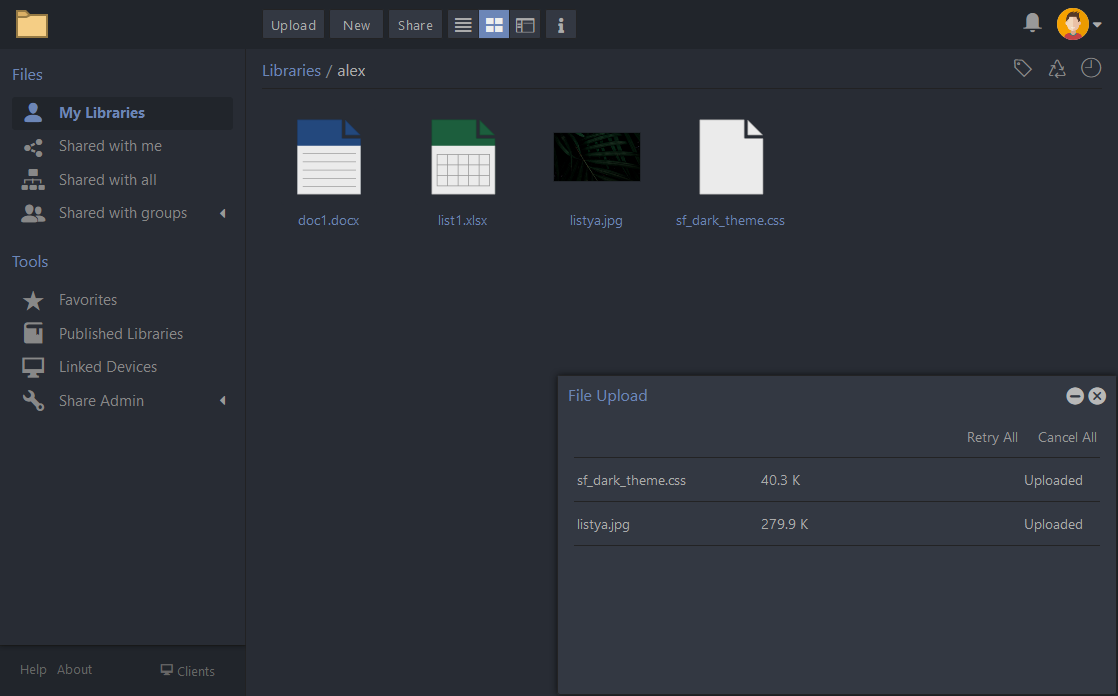 Upload New Share
Files
My Libraries
Shared with me
Shared with all
Shared with groups
Tools
Favorites
Published Libraries
Linked Devices
Share Admin
Help About Clients
Libraries / alex
doc1.docx list1.xlsx listya.jpg sf_dark_theme.css
File Upload
Retry All Cancel All
sf_dark_theme.css 40.3 K Uploaded
listya.jpg 279.9 K Uploaded